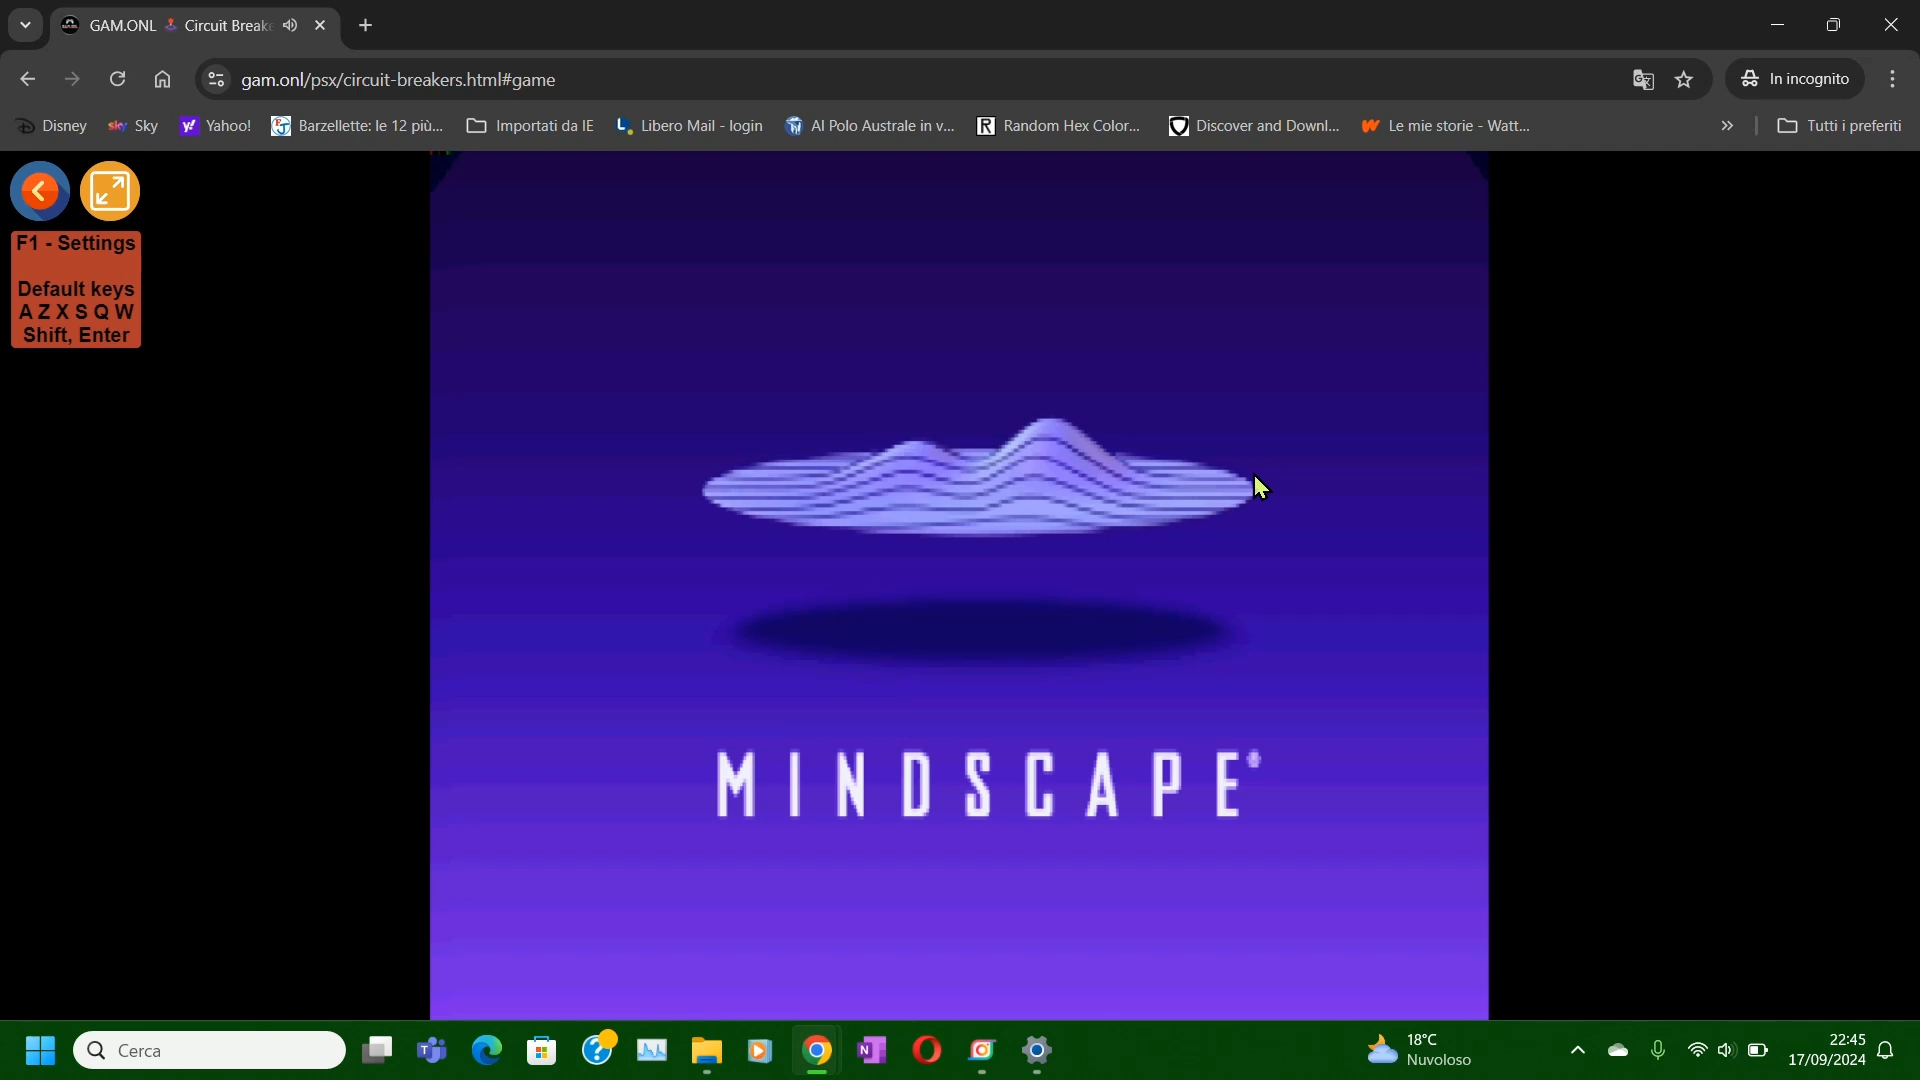 GAM.ONL Circuit Breake
gam.onl/psx/circuit-breakers.html#game
In incognito
Disney
sky Sky
Yahoo!
Barzellette: le 12 più...
Importati da IE
Libero Mail - login
Al Polo Australe in v...
R Random Hex Color...
Discover and Downl...
Le mie storie - Watt...
Tutti i preferiti
F1 - Settings
Default keys
A Z X S Q W
Shift, Enter
MINDSCAPE®
Cerca
18°C
Nuvoloso
22:45
17/09/2024